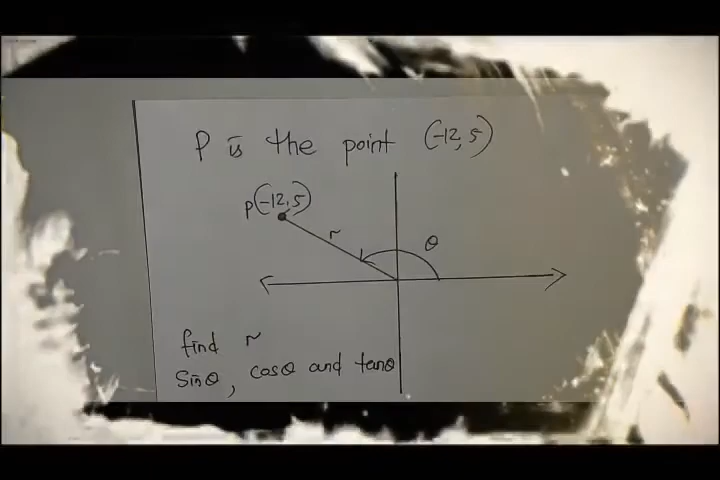 P is the point (-12,5)
P(-12,5)
r
θ
find r
sinθ, cosθ and tanθ